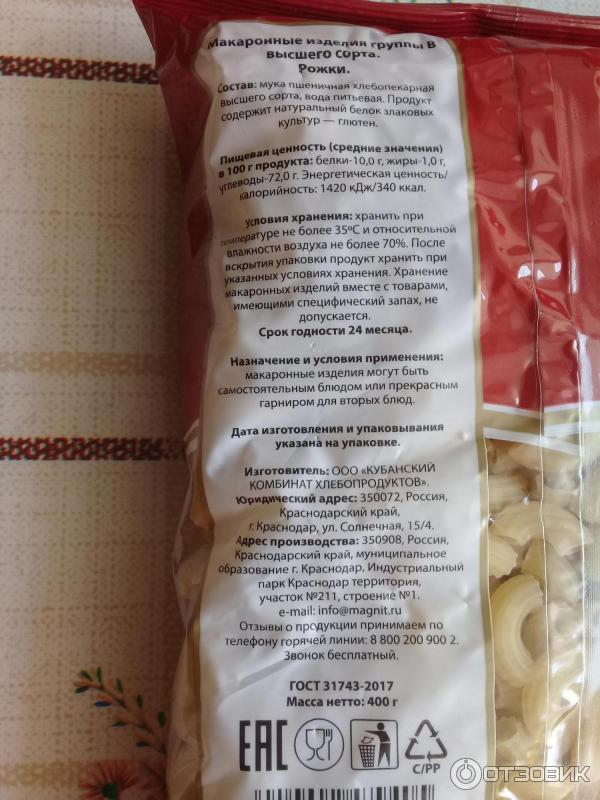 Макаронные изделия группы В
высшего сорта.
Рожки.
Состав: мука пшеничная хлебопекарная
высшего сорта, вода питьевая. Продукт
содержит натуральный белок злаковых
культур — глютен.
Пищевая ценность (средние значения)
в 100 г продукта: белки-10,0 г, жиры-1,0 г,
углеводы-72,0 г. Энергетическая ценность/
калорийность: 1420 кДж/340 ккал.
Условия хранения: хранить при
температуре не более 35ºС и относительной
влажности воздуха не более 70%. После
вскрытия упаковки продукт хранить при
указанных условиях хранения. Хранение
макаронных изделий вместе с товарами,
имеющими специфический запах, не
допускается.
Срок годности 24 месяца.
Назначение и условия применения:
макаронные изделия могут быть
самостоятельным блюдом или прекрасным
гарниром для вторых блюд.
Дата изготовления и упаковывания
указана на упаковке.
Изготовитель: ООО «КУБАНСКИЙ
КОМБИНАТ ХЛЕБОПРОДУКТОВ».
Юридический адрес: 350072, Россия,
Краснодарский край,
г. Краснодар, ул. Солнечная, 15/4.
Адрес производства: 350908, Россия,
Краснодарский край, муниципальное
образование г. Краснодар, Индустриальный
парк Краснодар территория,
участок №211, строение №1.
e-mail: info@magnit.ru
Отзывы о продукции принимаем по
телефону горячей линии: 8 800 200 900 2.
Звонок бесплатный.
ГОСТ 31743-2017
Масса нетто: 400 г
ЕАС
C/PP
ОТЗОВИК